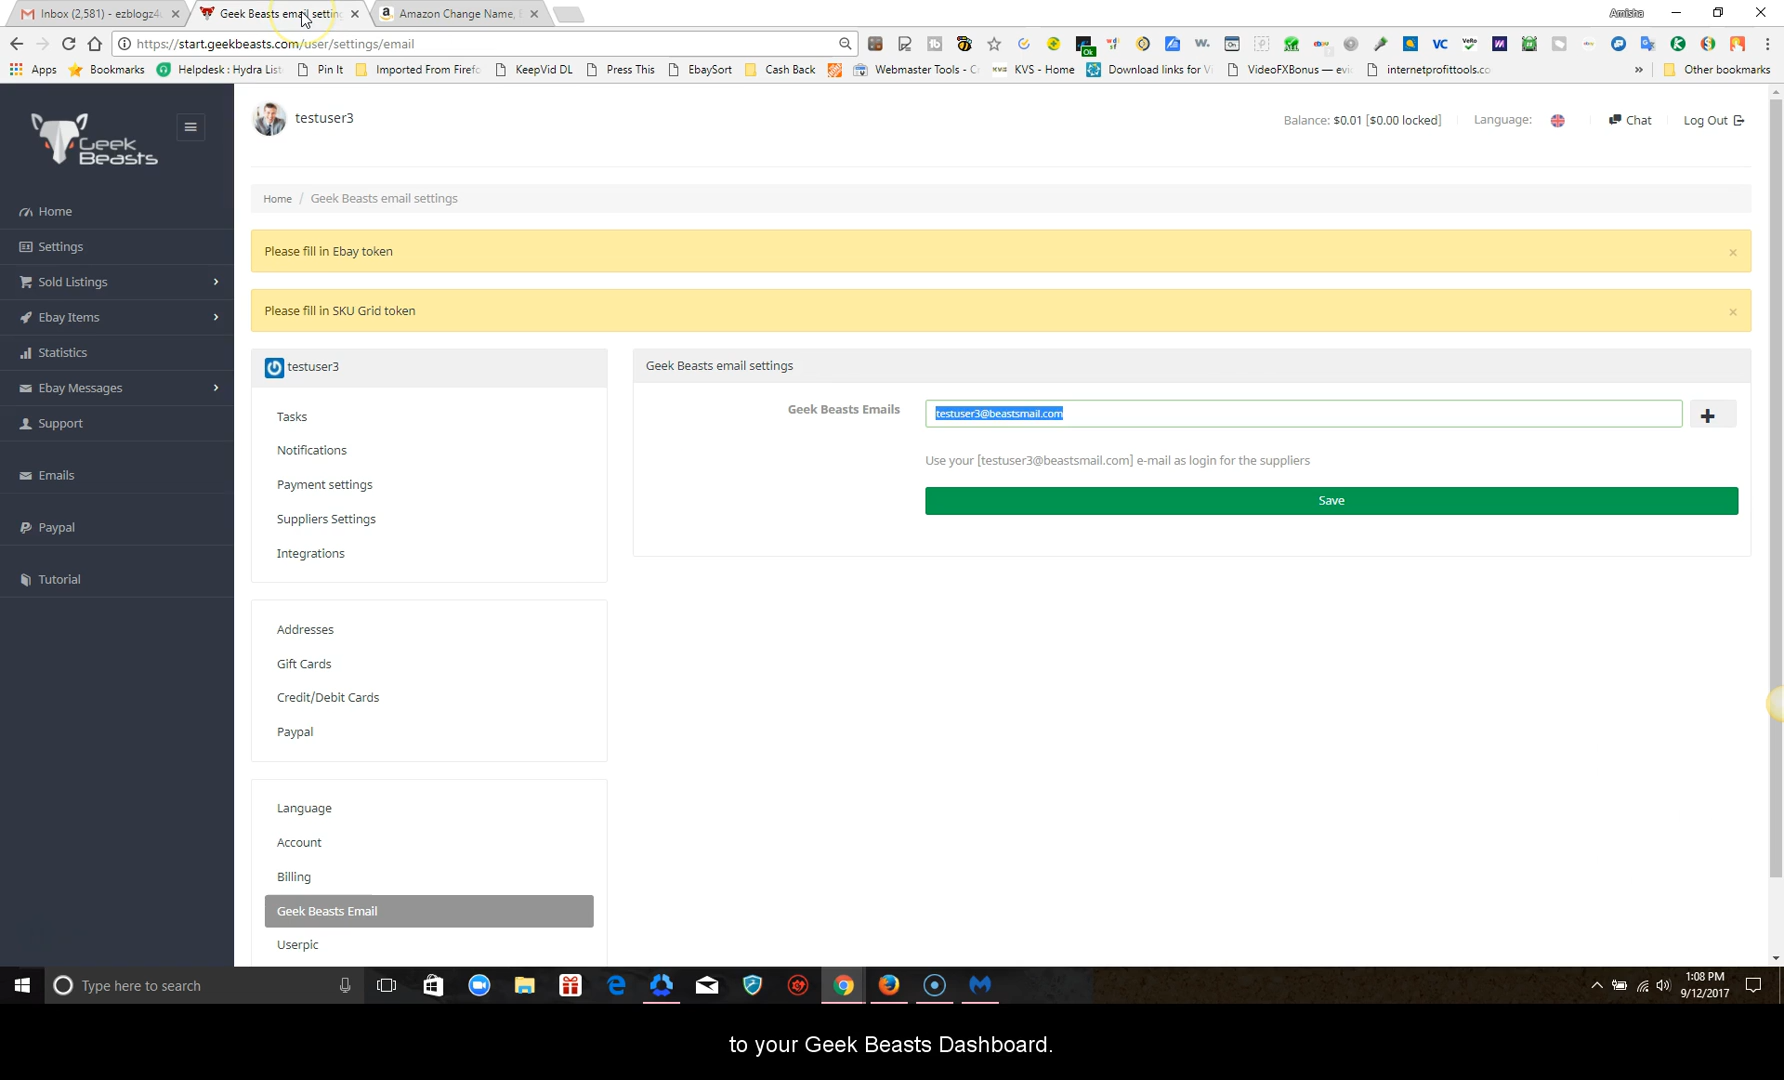 Inbox (2,581) - ezblogz4
Geek Beasts email settin
Amazon Change Name,
Amisha
https://start.geekbeasts.com/user/settings/email
Apps
Bookmarks
Helpdesk : Hydra List
Pin It
Imported From Firefo
KeepVid DL
Press This
EbaySort
Cash Back
Webmaster Tools - C
KVS - Home
Download links for Vi
VideoFXBonus — evi
internetprofittools.co
»
Other bookmarks
Geek Beasts
testuser3
Balance: $0.01 [$0.00 locked]
Language:
Chat
Log Out
Home
Settings
Sold Listings
Ebay Items
Statistics
Ebay Messages
Support
Emails
Paypal
Tutorial
Home / Geek Beasts email settings
Please fill in Ebay token
Please fill in SKU Grid token
testuser3
Tasks
Notifications
Payment settings
Suppliers Settings
Integrations
Addresses
Gift Cards
Credit/Debit Cards
Paypal
Language
Account
Billing
Geek Beasts Email
Userpic
Geek Beasts email settings
Geek Beasts Emails
testuser3@beastsmail.com
Use your [testuser3@beastsmail.com] e-mail as login for the suppliers
Save
Type here to search
1:08 PM
9/12/2017
to your Geek Beasts Dashboard.